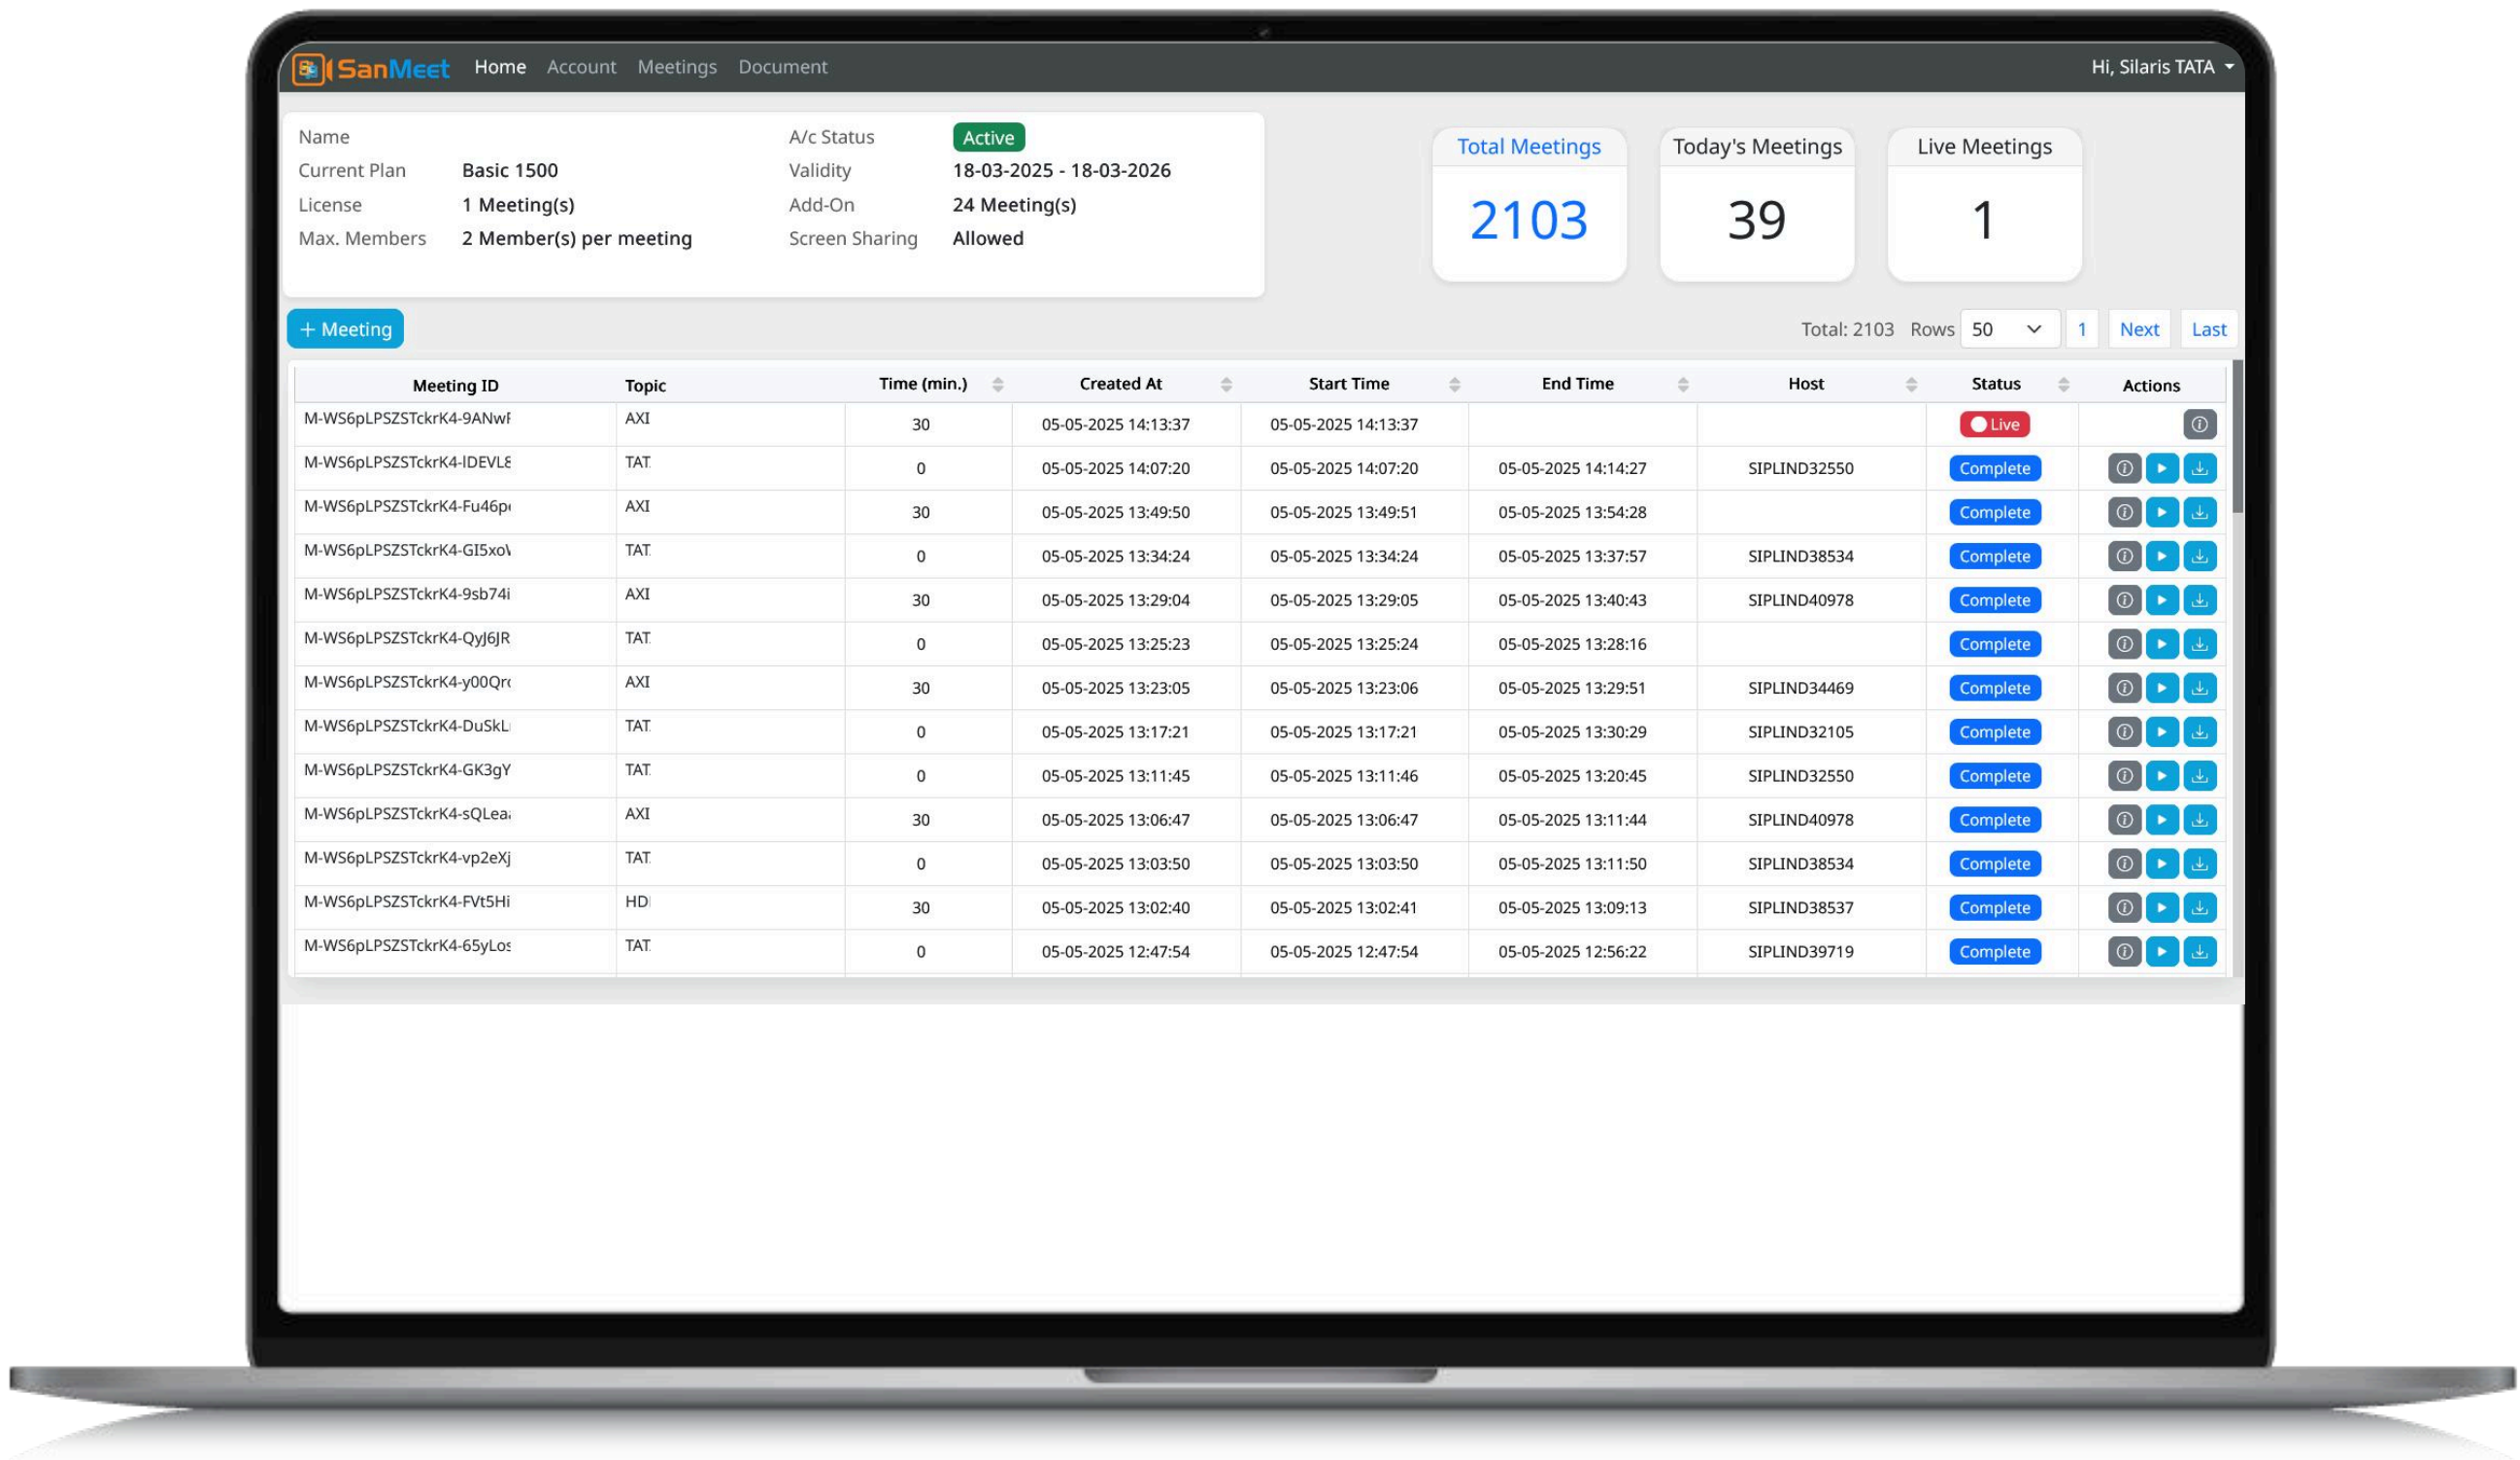 SanMeet Home Account Meetings Document Hi, Silaris TATA
Name A/c Status Active
Current Plan Basic 1500 Validity 18-03-2025 - 18-03-2026
License 1 Meeting(s) Add-On 24 Meeting(s)
Max. Members 2 Member(s) per meeting Screen Sharing Allowed
Total Meetings Today's Meetings Live Meetings
2103 39 1
+ Meeting Total: 2103 Rows 50 1 Next Last
Meeting ID Topic Time (min.) Created At Start Time End Time Host Status Actions
M-WS6pLPSZSTckrK4-9ANwF AXI 30 05-05-2025 14:13:37 05-05-2025 14:13:37 Live
M-WS6pLPSZSTckrK4-lDEVL8 TAT 0 05-05-2025 14:07:20 05-05-2025 14:07:20 05-05-2025 14:14:27 SIPLIND32550 Complete
M-WS6pLPSZSTckrK4-Fu46p AXI 30 05-05-2025 13:49:50 05-05-2025 13:49:51 05-05-2025 13:54:28 Complete
M-WS6pLPSZSTckrK4-GI5xo TAT 0 05-05-2025 13:34:24 05-05-2025 13:34:24 05-05-2025 13:37:57 SIPLIND38534 Complete
M-WS6pLPSZSTckrK4-9sb74i AXI 30 05-05-2025 13:29:04 05-05-2025 13:29:05 05-05-2025 13:40:43 SIPLIND40978 Complete
M-WS6pLPSZSTckrK4-QyJ6JR TAT 0 05-05-2025 13:25:23 05-05-2025 13:25:24 05-05-2025 13:28:16 Complete
M-WS6pLPSZSTckrK4-y00Qr AXI 30 05-05-2025 13:23:05 05-05-2025 13:23:06 05-05-2025 13:29:51 SIPLIND34469 Complete
M-WS6pLPSZSTckrK4-DuSkL TAT 0 05-05-2025 13:17:21 05-05-2025 13:17:21 05-05-2025 13:30:29 SIPLIND32105 Complete
M-WS6pLPSZSTckrK4-GK3gY TAT 0 05-05-2025 13:11:45 05-05-2025 13:11:46 05-05-2025 13:20:45 SIPLIND32550 Complete
M-WS6pLPSZSTckrK4-sQLea AXI 30 05-05-2025 13:06:47 05-05-2025 13:06:47 05-05-2025 13:11:44 SIPLIND40978 Complete
M-WS6pLPSZSTckrK4-vp2eXj TAT 0 05-05-2025 13:03:50 05-05-2025 13:03:50 05-05-2025 13:11:50 SIPLIND38534 Complete
M-WS6pLPSZSTckrK4-FVt5Hi HD 30 05-05-2025 13:02:40 05-05-2025 13:02:41 05-05-2025 13:09:13 SIPLIND38537 Complete
M-WS6pLPSZSTckrK4-65yLos TAT 0 05-05-2025 12:47:54 05-05-2025 12:47:54 05-05-2025 12:56:22 SIPLIND39719 Complete